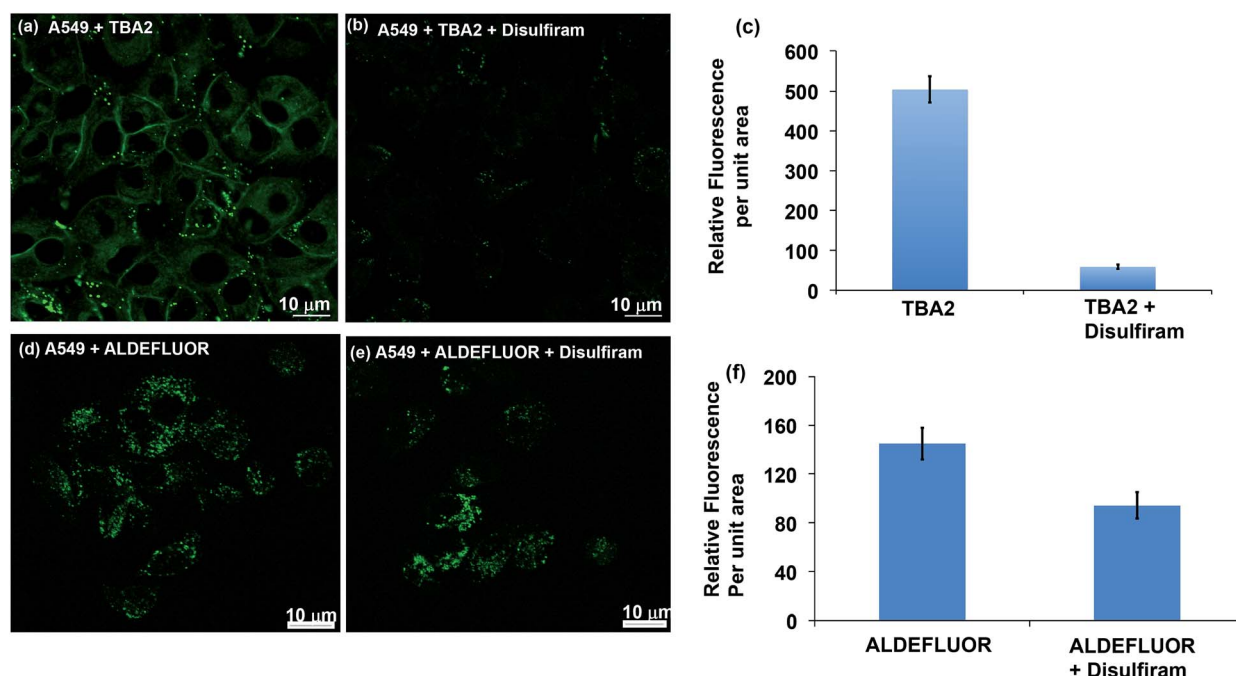 (a) A549 + TBA2
10 μm
(b) A549 + TBA2 + Disulfiram
10 μm
(c)
Relative Fluorescence
per unit area
600
500
400
300
200
100
0
TBA2
TBA2 +
Disulfiram
(d) A549 + ALDEFLUOR
10 μm
(e) A549 + ALDEFLUOR + Disulfiram
10 μm
(f)
Relative Fluorescence
Per unit area
200
160
120
80
40
0
ALDEFLUOR
ALDEFLUOR
+ Disulfiram